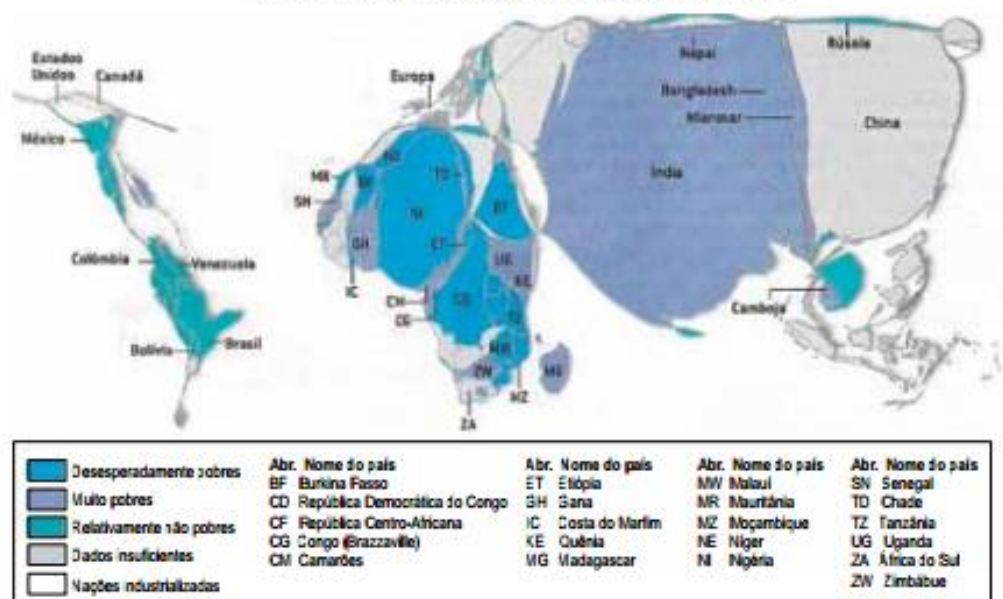 Estados Unidos
Canadá
México
Colômbia
Venezuela
Bolívia
Brasil
Europa
Nepal
Rússia
Bangladesh
Mianmar
China
Índia
Camboja
MR
SN
IC
GH
NI
TD
ET
CF
UG
KE
CM
CG
CD
MW
ZW
MZ
MG
ZA
Desesperadamente pobres
Muito pobres
Relativamente não pobres
Dados insuficientes
Nações industrializadas
Abr. Nome do país
BF Burkina Fasso
CD República Democrática do Congo
CF República Centro-Africana
CG Congo (Brazzaville)
CM Camarões
Abr. Nome do país
ET Etiópia
GH Gana
IC Costa do Marfim
KE Quênia
MG Madagascar
Abr. Nome do país
MW Malauí
MR Mauritânia
MZ Moçambique
NE Níger
NI Nigéria
Abr. Nome do país
SN Senegal
TD Chade
TZ Tanzânia
UG Uganda
ZA África do Sul
ZW Zimbábue